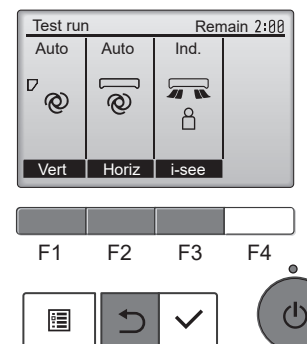 Test run Remain 2:00
Auto Auto Ind.
Vert Horiz i-see
F1 F2 F3 F4